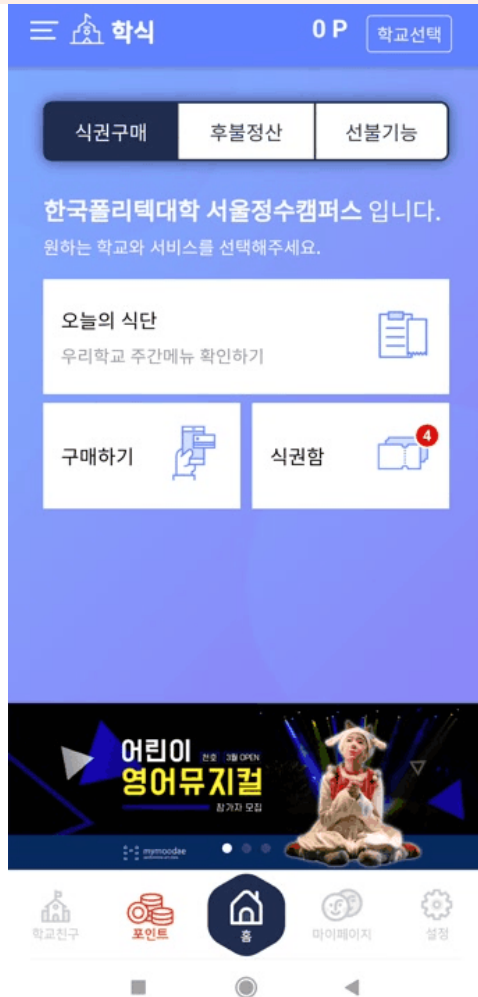 학식
0 P
학교선택
식권구매
후불정산
선불기능
한국폴리텍대학 서울정수캠퍼스 입니다.
원하는 학교와 서비스를 선택해주세요.
오늘의 식단
우리학교 주간메뉴 확인하기
구매하기
식권함
4
어린이 천호 3월 OPEN
영어뮤지컬
참가자 모집
mymoodae
학교친구
포인트
홈
마이페이지
설정